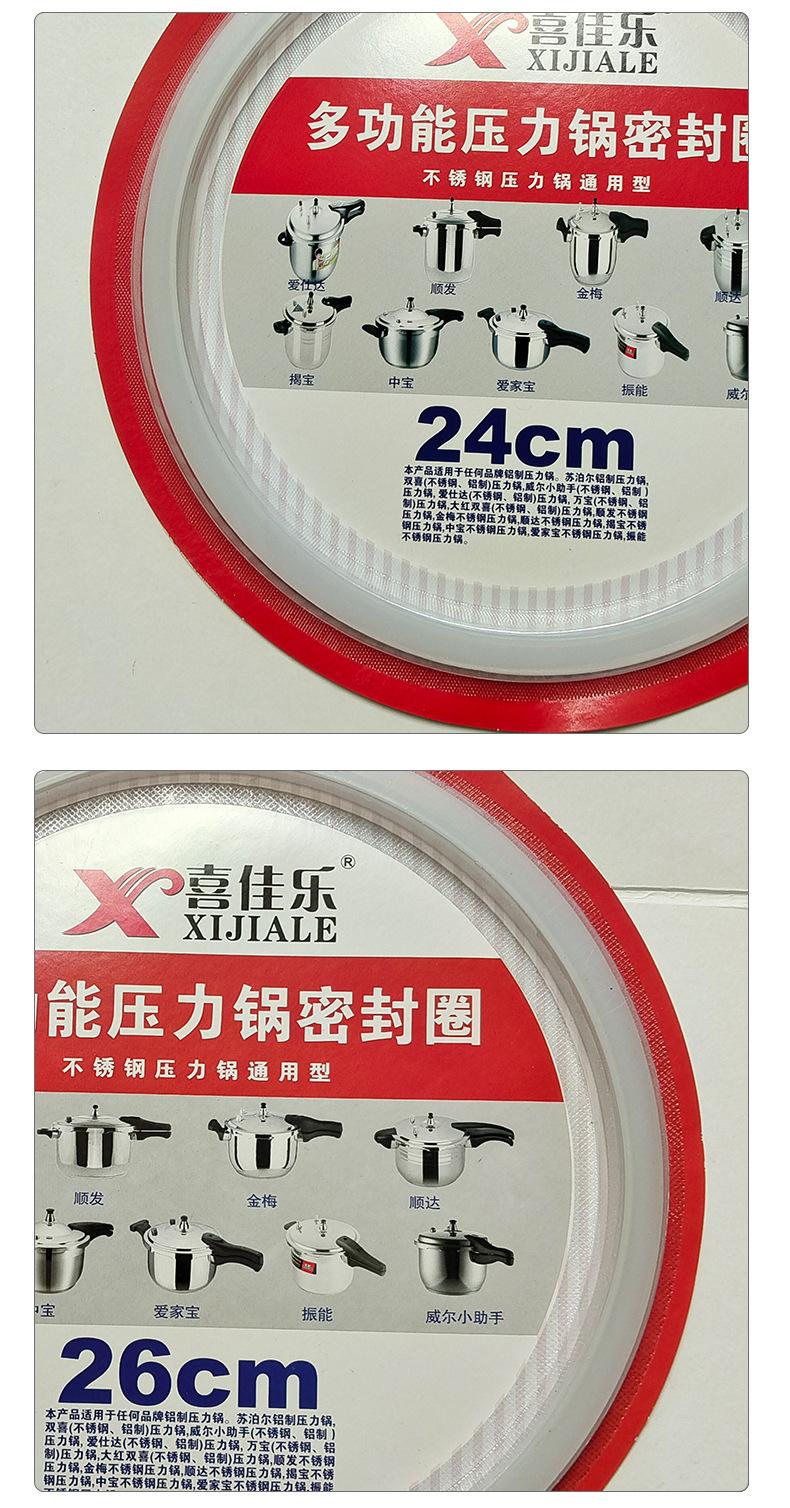 喜佳乐
XIJIALE
多功能压力锅密封圈
不锈钢压力锅通用型
爱仕达 顺发 金梅 顺达
揭宝 中宝 爱家宝 振能 威尔
24cm
本产品适用于任何品牌铝制压力锅。苏泊尔铝制压力锅,
双喜(不锈钢、铝制)压力锅,威尔小助手(不锈钢、铝制)
压力锅, 爱仕达(不锈钢、铝制)压力锅, 万宝(不锈钢、铝
制)压力锅,大红双喜(不锈钢、铝制)压力锅,顺发不锈钢
压力锅,金梅不锈钢压力锅,顺达不锈钢压力锅,揭宝不锈
钢压力锅,中宝不锈钢压力锅,爱家宝不锈钢压力锅,振能
不锈钢压力锅。
喜佳乐®
XIJIALE
能压力锅密封圈
不锈钢压力锅通用型
顺发 金梅 顺达
中宝 爱家宝 振能 威尔小助手
26cm
本产品适用于任何品牌铝制压力锅。苏泊尔铝制压力锅,
双喜(不锈钢、铝制)压力锅,威尔小助手(不锈钢、铝制)
压力锅, 爱仕达(不锈钢、铝制)压力锅, 万宝(不锈钢、铝
制)压力锅,大红双喜(不锈钢、铝制)压力锅,顺发不锈钢
压力锅,金梅不锈钢压力锅,顺达不锈钢压力锅,揭宝不锈
钢压力锅,中宝不锈钢压力锅,爱家宝不锈钢压力锅,振能